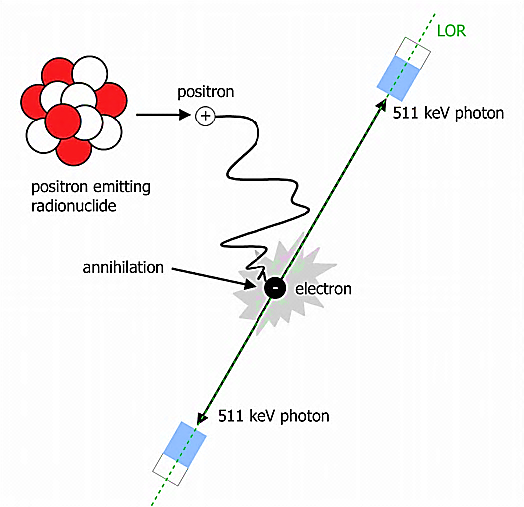 LOR
positron
511 keV photon
+
positron emitting
radionuclide
annihilation
-
electron
511 keV photon